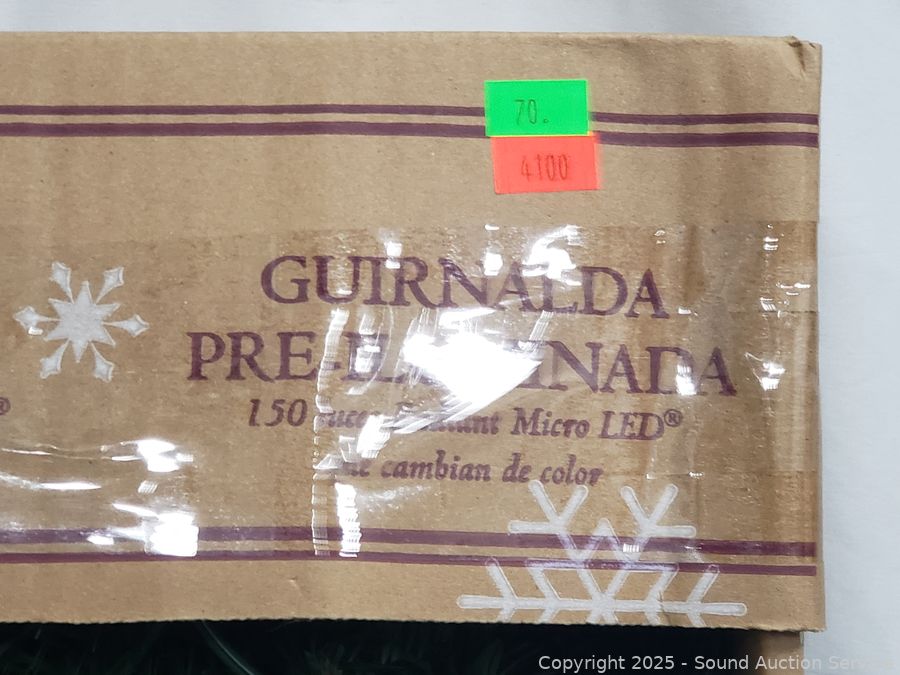 70.
4100
GUIRNALDA
150 Micro LED®
cambian de color
®
Copyright 2025 - Sound Auction Service